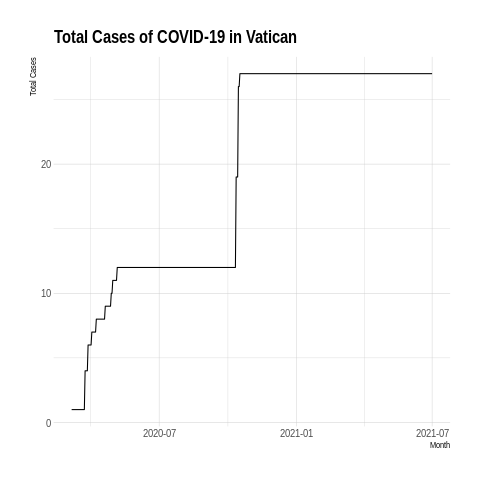 Total Cases of COVID-19 in Vatican
Total Cases
20
10
0
2020-07
2021-01
2021-07
Month